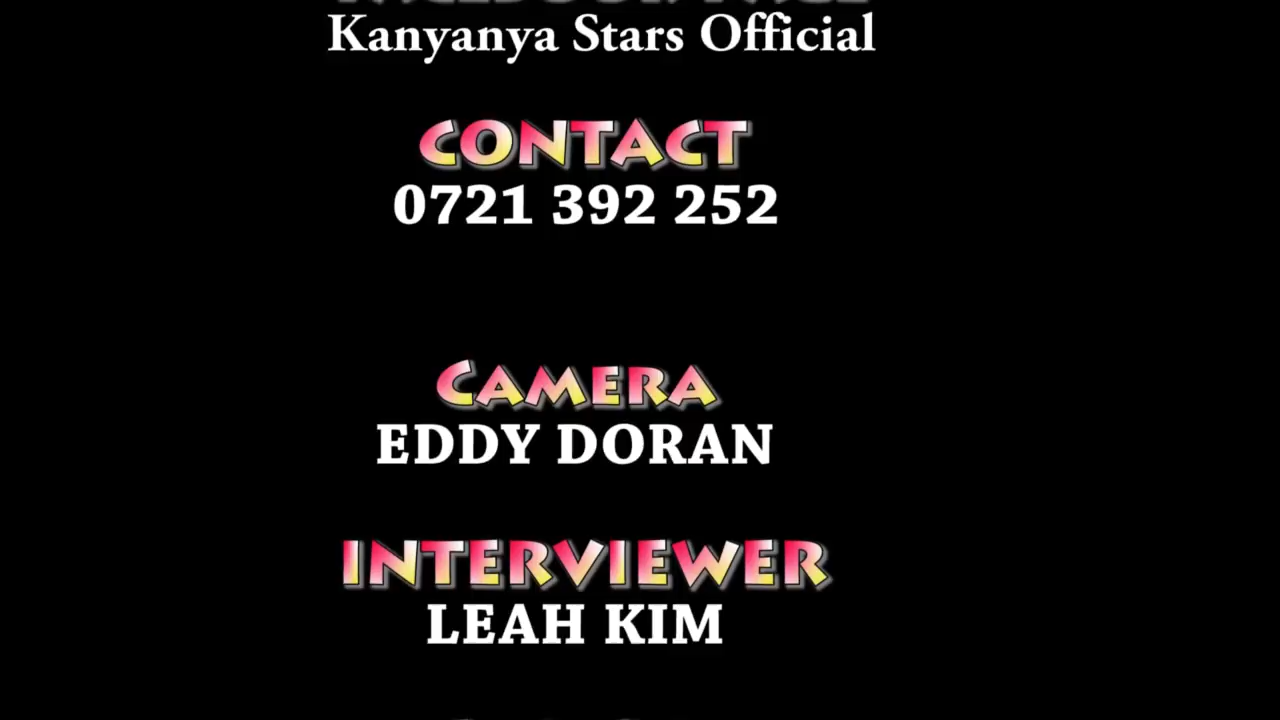 Kanyanya Stars Official
CONTACT
0721 392 252
CAMERA
EDDY DORAN
INTERVIEWER
LEAH KIM